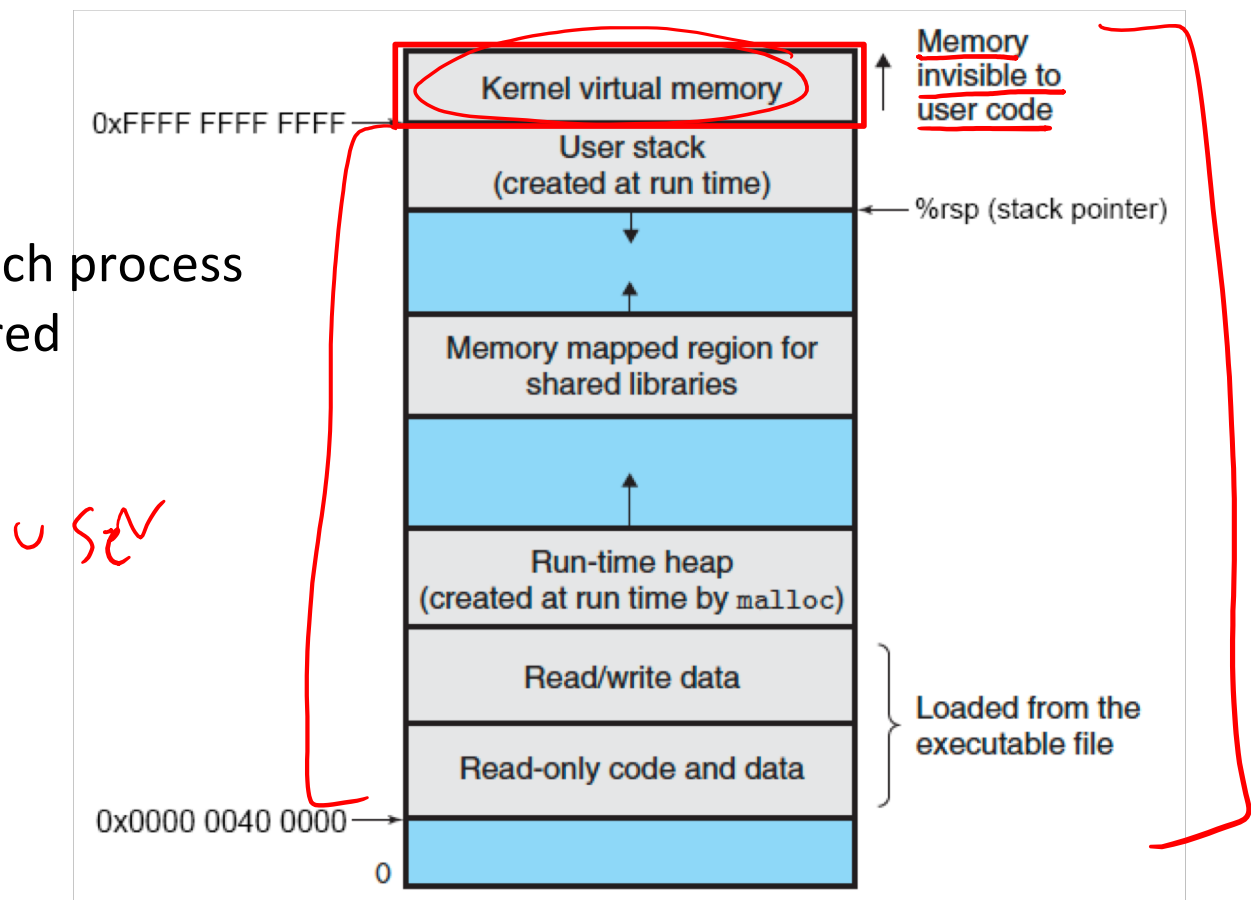 Kernel virtual memory
Memory
invisible to
user code
0xFFFF FFFF FFFF
User stack
(created at run time)
%rsp (stack pointer)
ch process
red
Memory mapped region for
shared libraries
user
Run-time heap
(created at run time by malloc)
Read/write data
Loaded from the
executable file
Read-only code and data
0x0000 0040 0000
0